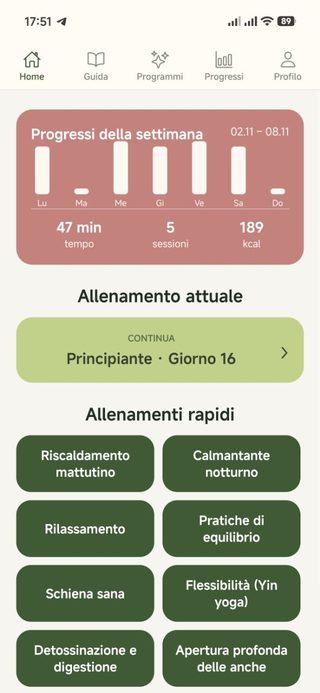 17:51
89
Home
Guida
Programmi
Progressi
Profilo
Progressi della settimana
02.11 – 08.11
Lu
Ma
Me
Gi
Ve
Sa
Do
47 min
5
189
tempo
sessioni
kcal
Allenamento attuale
CONTINUA
Principiante · Giorno 16
Allenamenti rapidi
Riscaldamento
mattutino
Calmantante
notturno
Rilassamento
Pratiche di
equilibrio
Schiena sana
Flessibilità (Yin
yoga)
Detossinazione e
digestione
Apertura profonda
delle anche